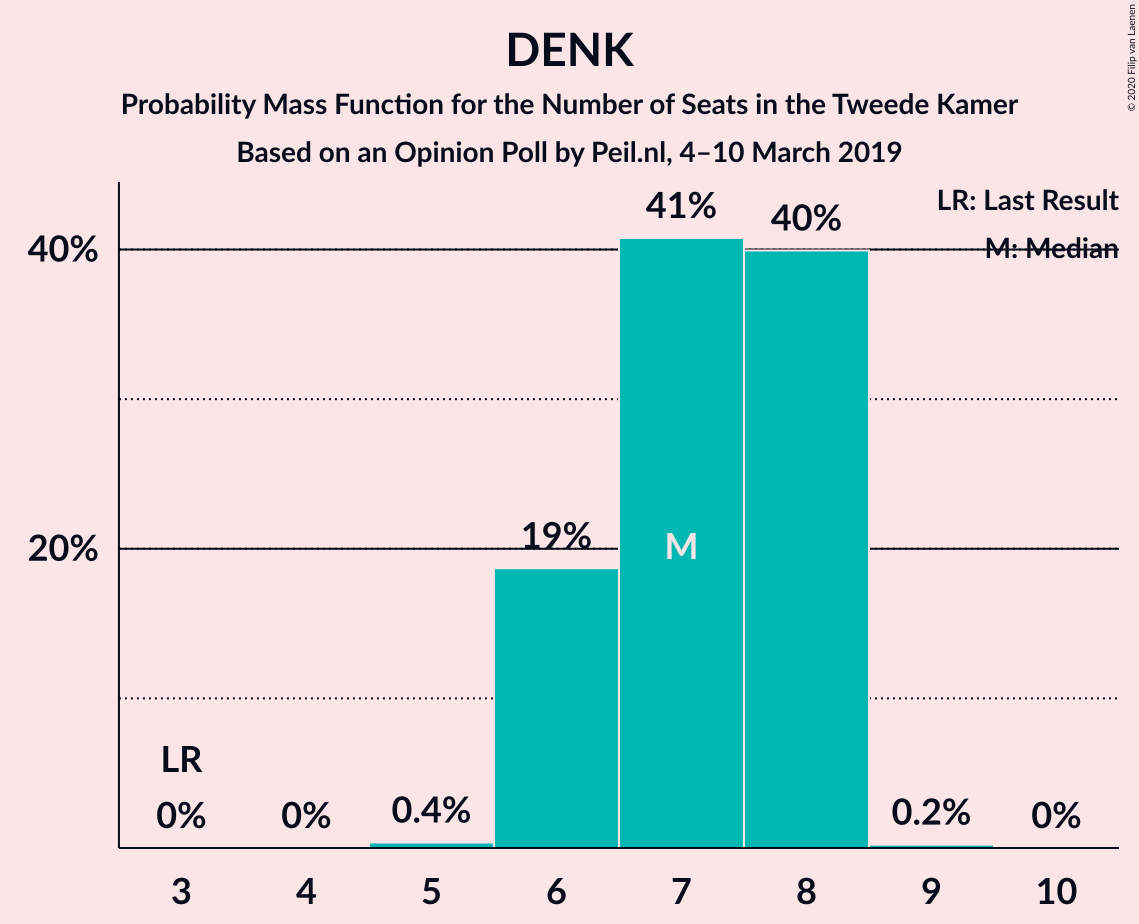 DENK
Probability Mass Function for the Number of Seats in the Tweede Kamer
Based on an Opinion Poll by Peil.nl, 4–10 March 2019
© 2020 Filip van Laenen
LR: Last Result
M: Median
40%
20%
41%
40%
19%
M
LR
0%
0%
0.4%
0.2%
0%
3 4 5 6 7 8 9 10